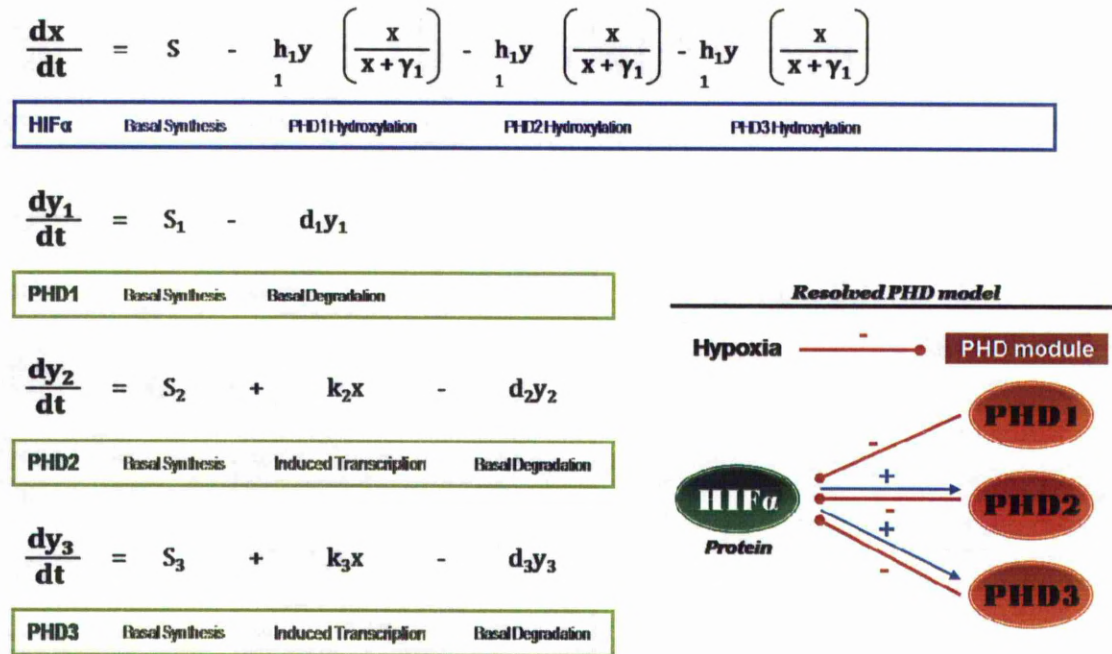 dx/dt = S - h₁y₁ (x/(x + γ₁)) - h₁y₁ (x/(x + γ₁)) - h₁y₁ (x/(x + γ₁))
HIFα Basal Synthesis PHD1 Hydroxylation PHD2 Hydroxylation PHD3 Hydroxylation
dy₁/dt = S₁ - d₁y₁
PHD1 Basal Synthesis Basal Degradation
dy₂/dt = S₂ + k₂x - d₂y₂
PHD2 Basal Synthesis Induced Transcription Basal Degradation
dy₃/dt = S₃ + k₃x - d₃y₃
PHD3 Basal Synthesis Induced Transcription Basal Degradation
Resolved PHD model
Hypoxia - PHD module
PHD1
-
HIFα + PHD2
-
Protein +
- PHD3